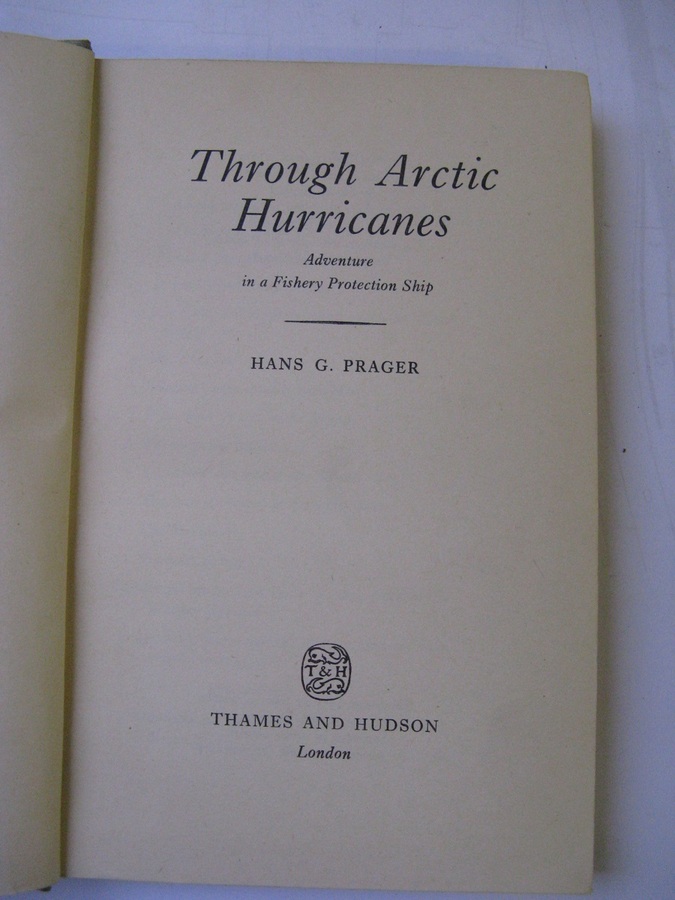 Through Arctic
Hurricanes
Adventure
in a Fishery Protection Ship
HANS G. PRAGER
T & H
THAMES AND HUDSON
London